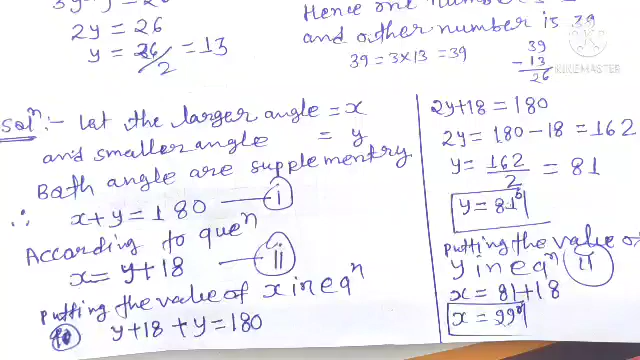 2y = 26
y = 26/2 = 13
Hence one number is
and other number is 39
39 = 3x13 = 39
39
- 13
26
KINEMASTER
Solⁿ :- Let the larger angle = x
and smaller angle = y
Both angle are supplementry
∴ x + y = 180 — (i)
According to queⁿ
x = y + 18 — (ii)
Putting the value of x in eqⁿ
y + 18 + y = 180
2y + 18 = 180
2y = 180 - 18 = 162
y = 162/2 = 81
y = 81°
Putting the value of
y in eqⁿ (ii)
x = 81 + 18
x = 99°